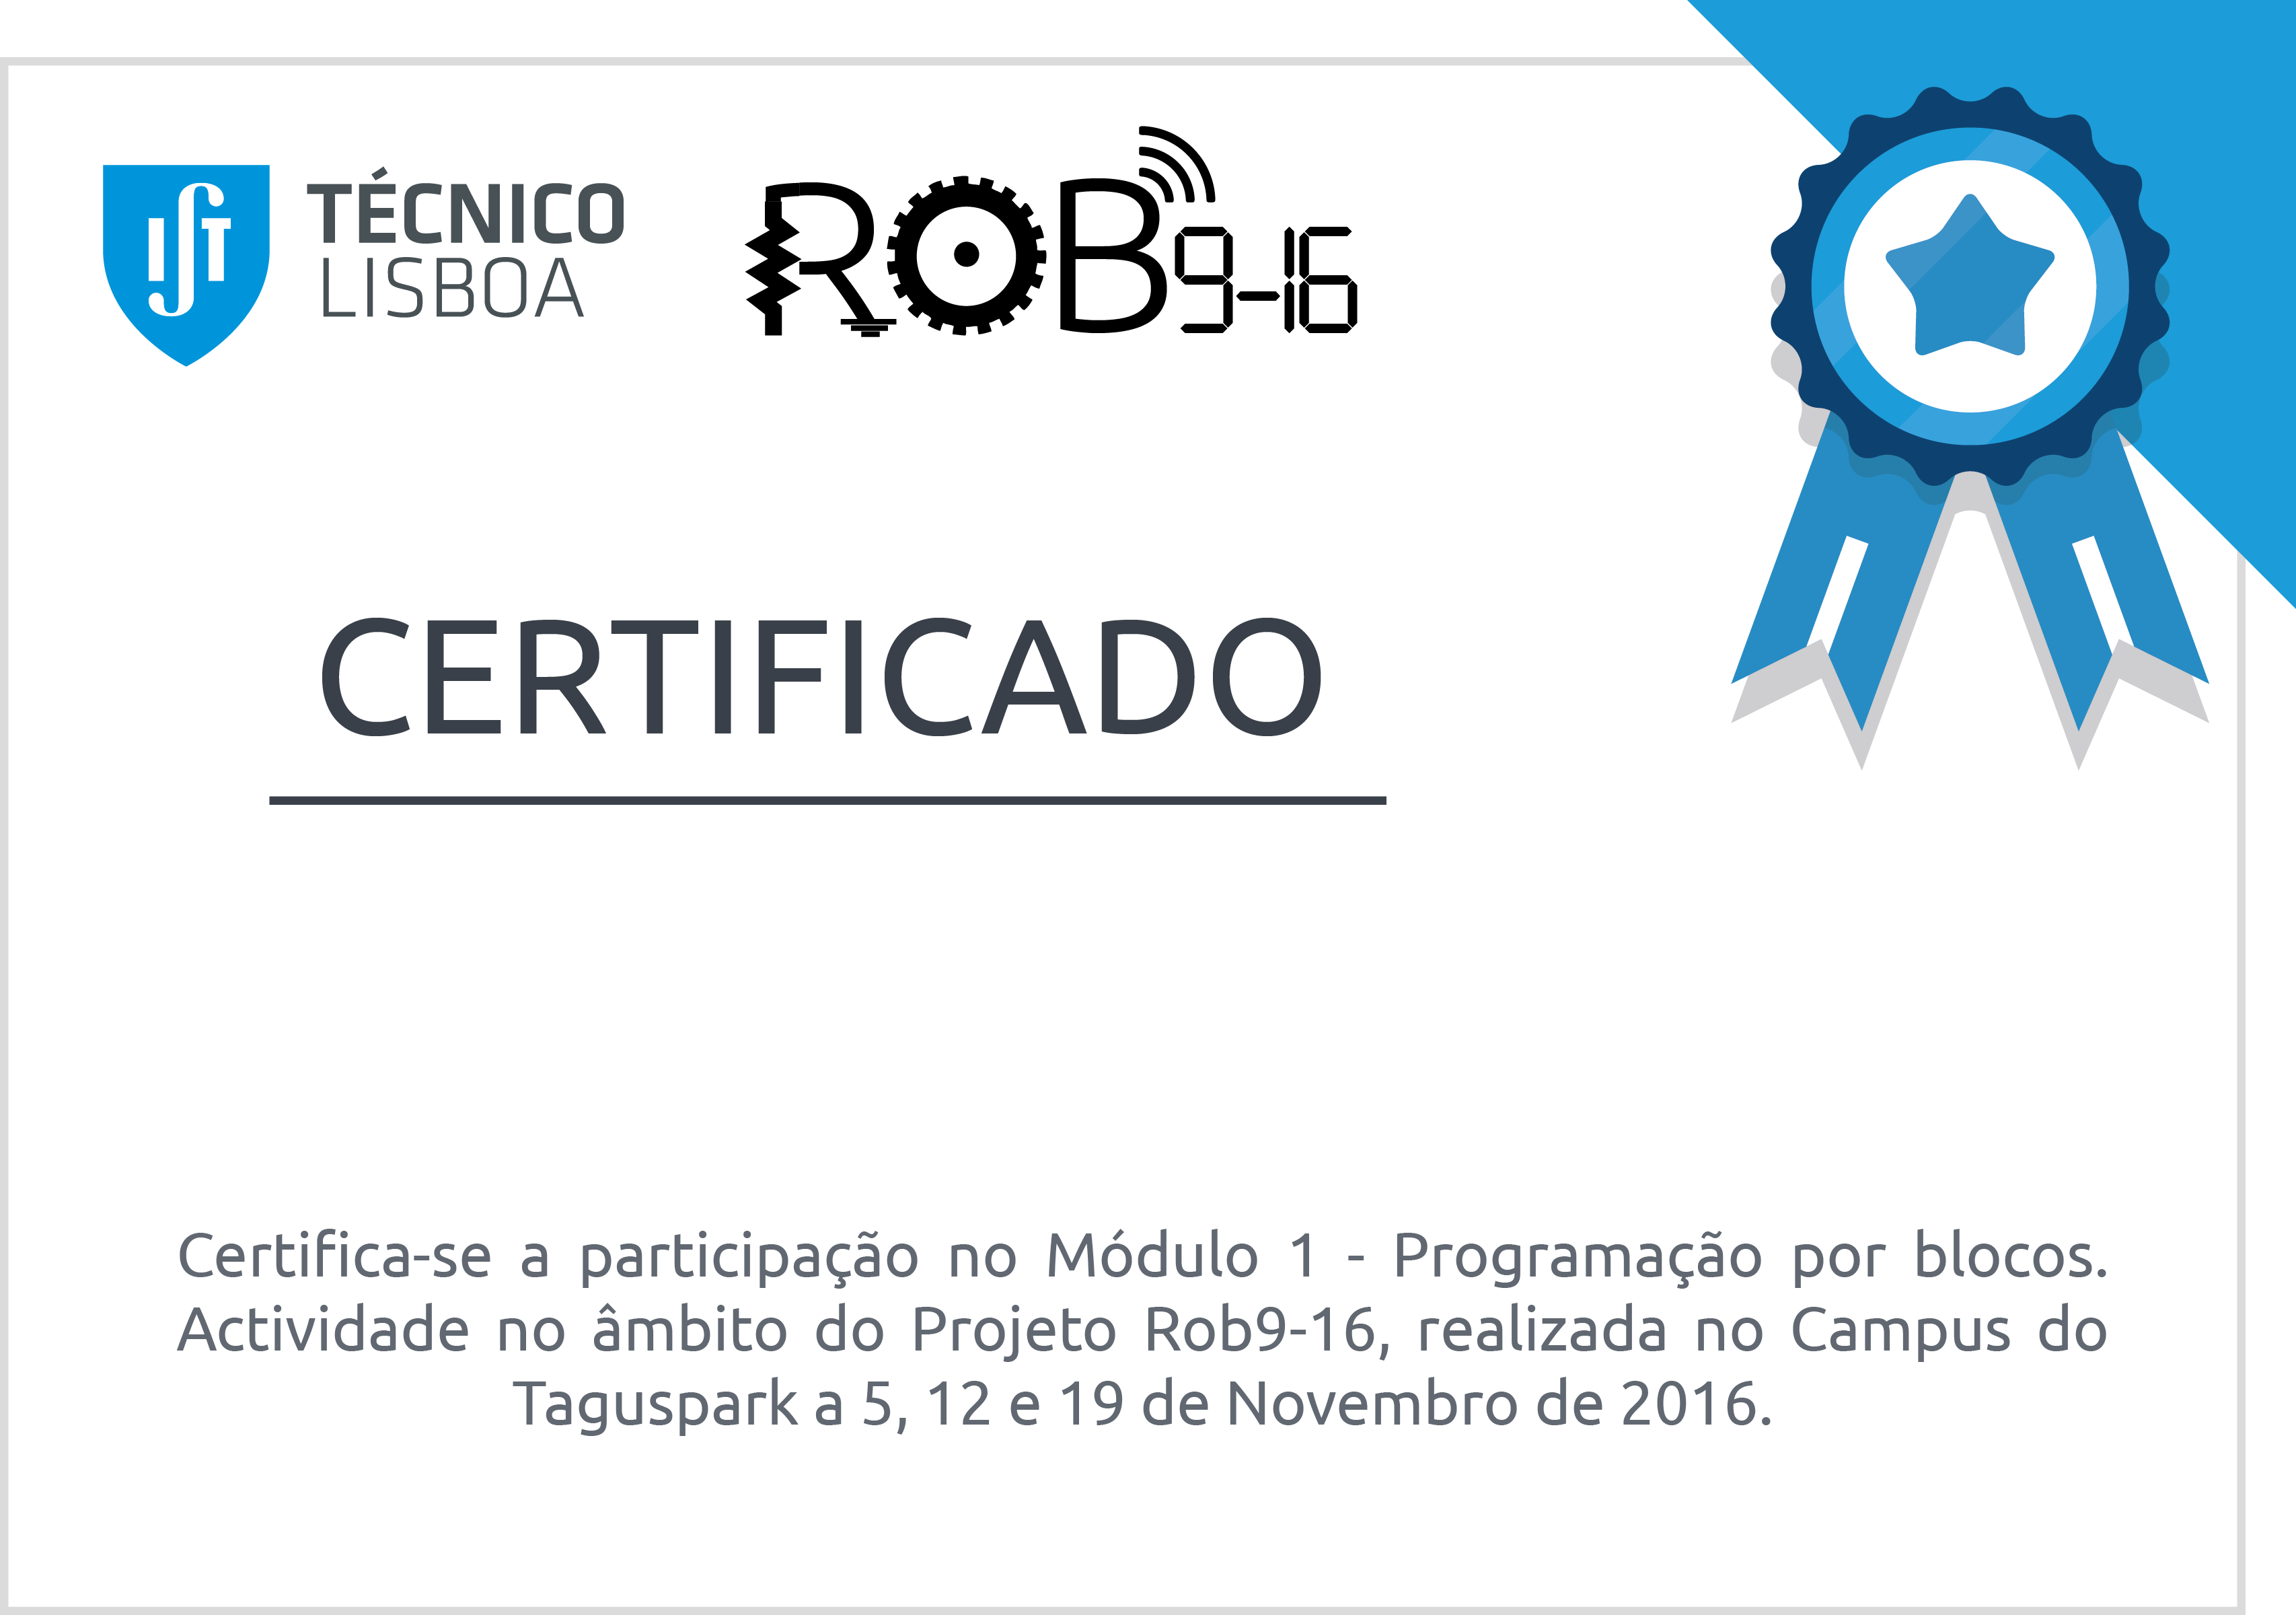 IST
TÉCNICO
LISBOA
ROB9-16
CERTIFICADO
Certifica-se a participação no Módulo 1 - Programação por blocos.
Actividade no âmbito do Projeto Rob9-16, realizada no Campus do
Taguspark a 5, 12 e 19 de Novembro de 2016.